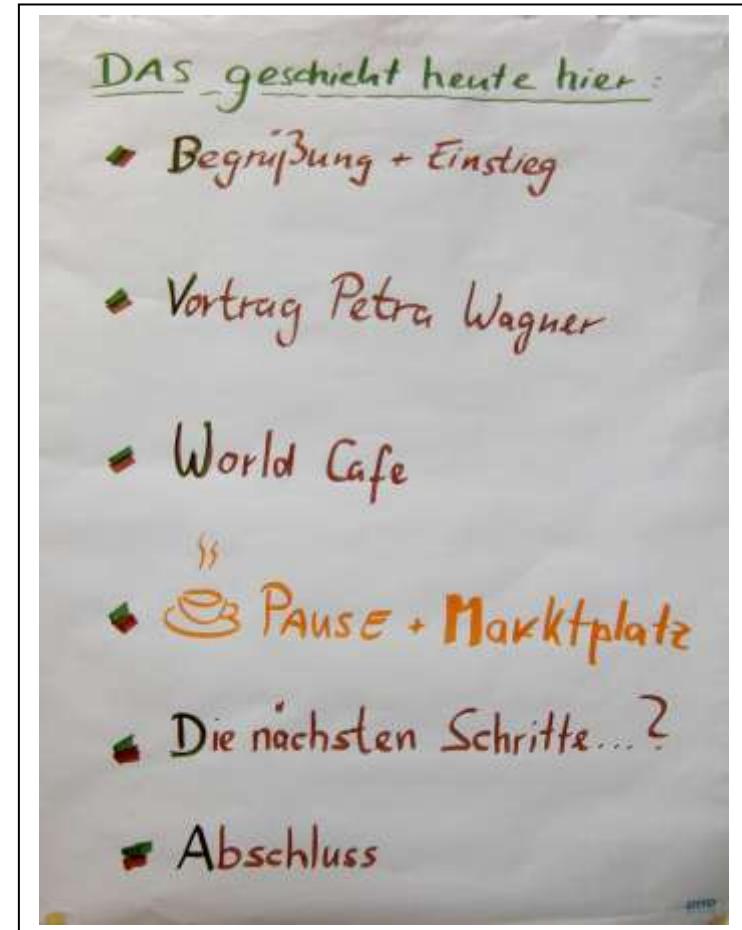 DAS geschieht heute hier:
Begrüßung + Einstieg
Vortrag Petra Wagner
World Cafe
PAUSE + Marktplatz
Die nächsten Schritte...?
Abschluss